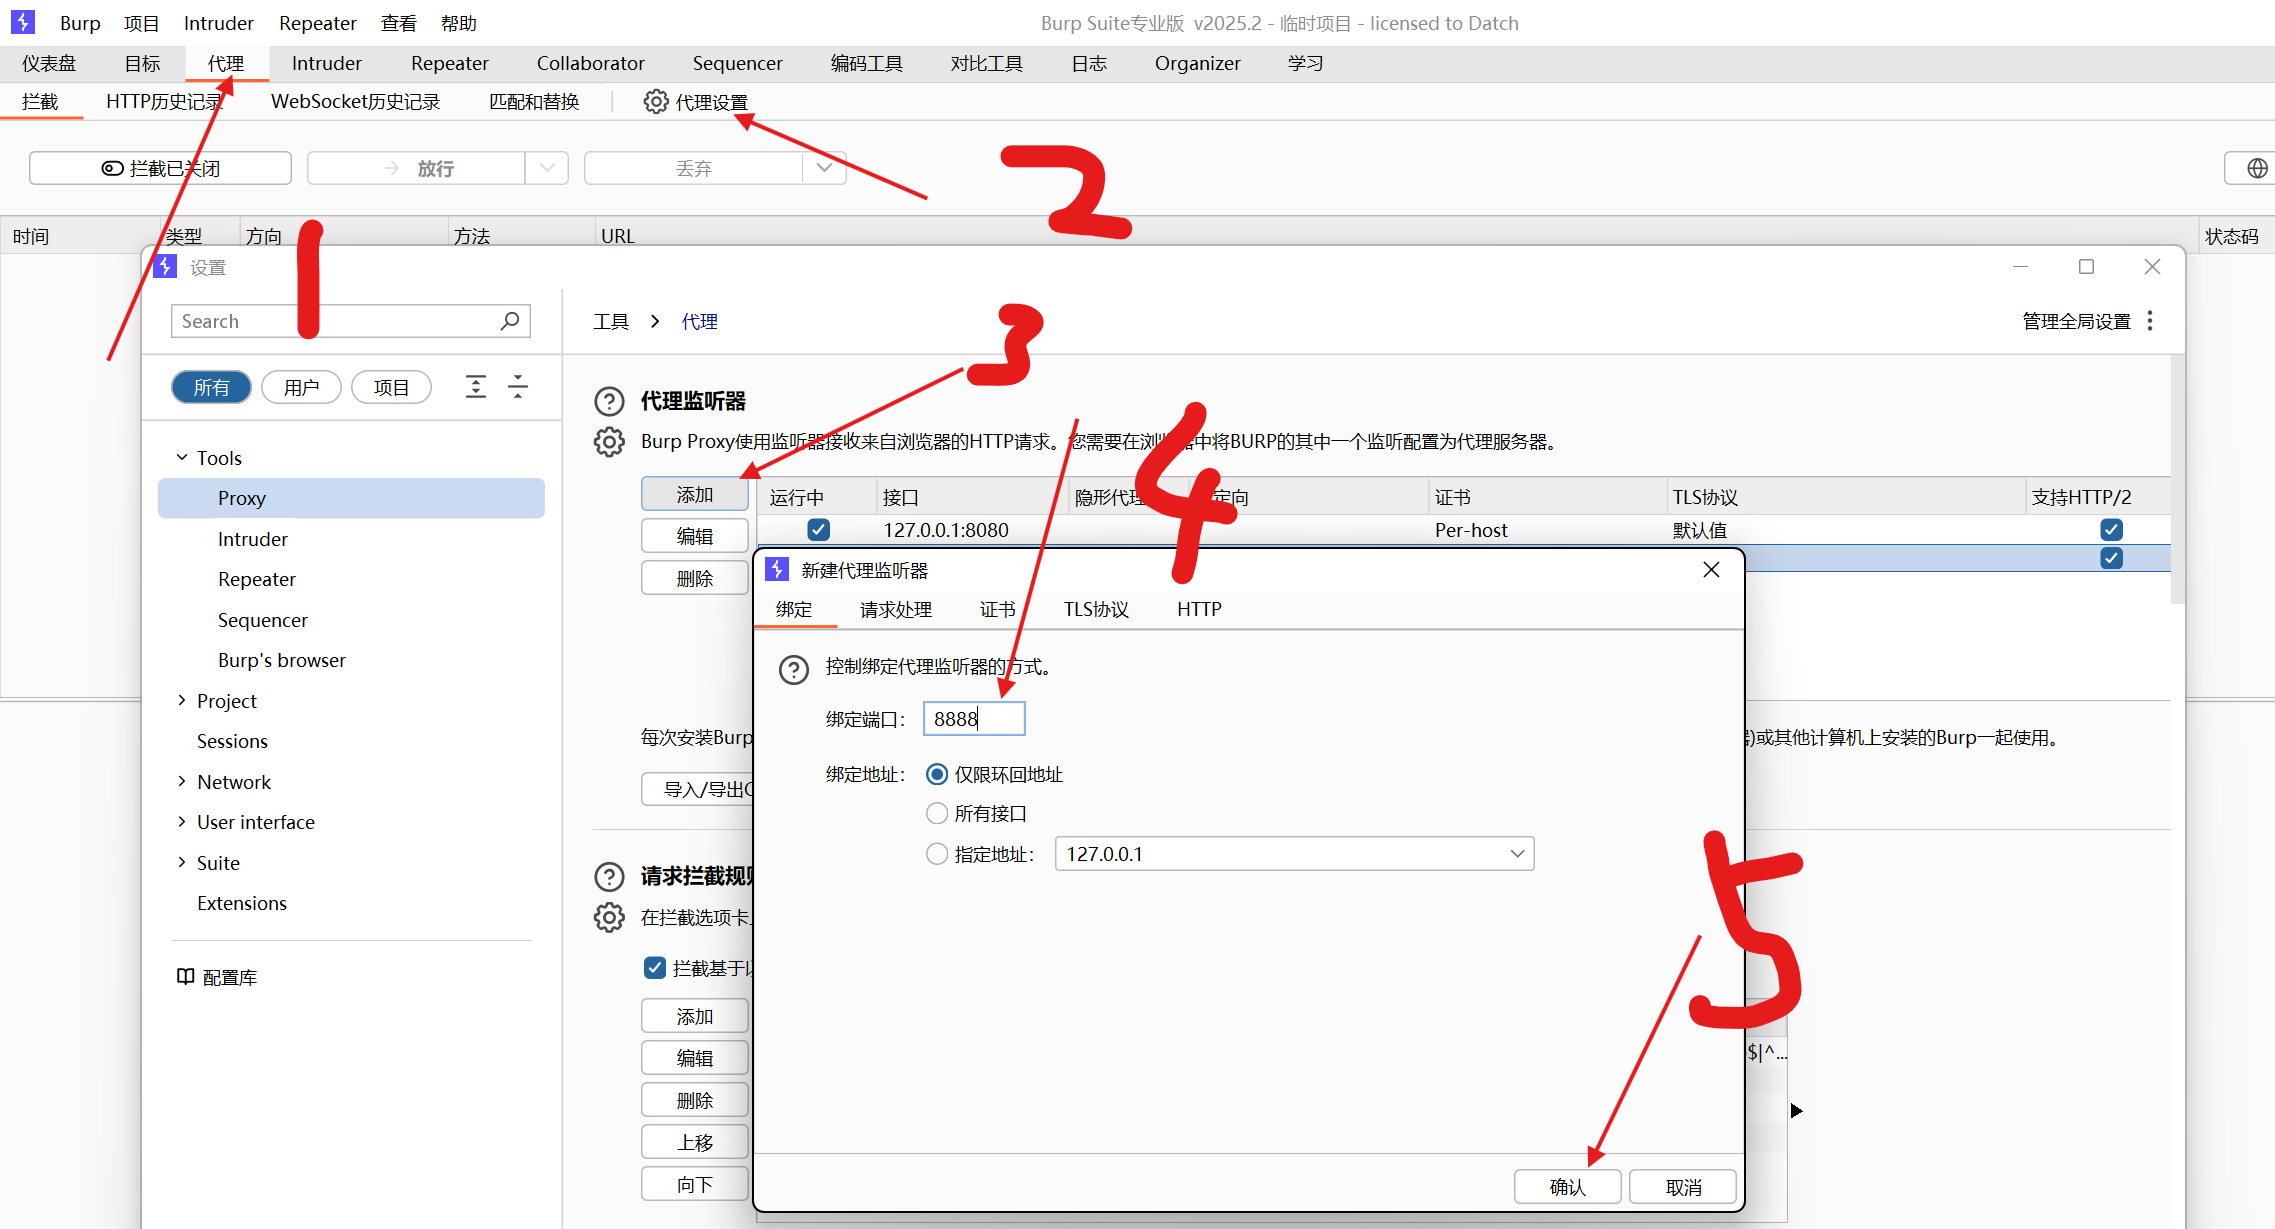 Burp 项目 Intruder Repeater 查看 帮助 Burp Suite专业版 v2025.2 - 临时项目 - licensed to Datch
仪表盘 目标 代理 Intruder Repeater Collaborator Sequencer 编码工具 对比工具 日志 Organizer 学习
拦截 HTTP历史记录 WebSocket历史记录 匹配和替换 代理设置
拦截已关闭 放行 丢弃
2
时间 类型 方向 方法 URL 状态码
1
设置
Search
工具 > 代理
管理全局设置
3
所有 用户 项目
代理监听器
Burp Proxy使用监听器接收来自浏览器的HTTP请求。您需要在浏览器中将BURP的其中一个监听配置为代理服务器。
4
Tools
Proxy
Intruder
Repeater
Sequencer
Burp's browser
Project
Sessions
Network
User interface
Suite
Extensions
配置库
添加
编辑
删除
运行中 接口 隐形代理 定向 证书 TLS协议 支持HTTP/2
127.0.0.1:8080 Per-host 默认值
新建代理监听器
绑定 请求处理 证书 TLS协议 HTTP
控制绑定代理监听器的方式。
绑定端口: 8888
绑定地址: 仅限环回地址
所有接口
指定地址: 127.0.0.1
5
确认 取消
每次安装Burp
)或其他计算机上安装的Burp一起使用。
导入/导出C
请求拦截规则
在拦截选项卡
拦截基于以
添加
编辑
删除
上移
向下
$|^...